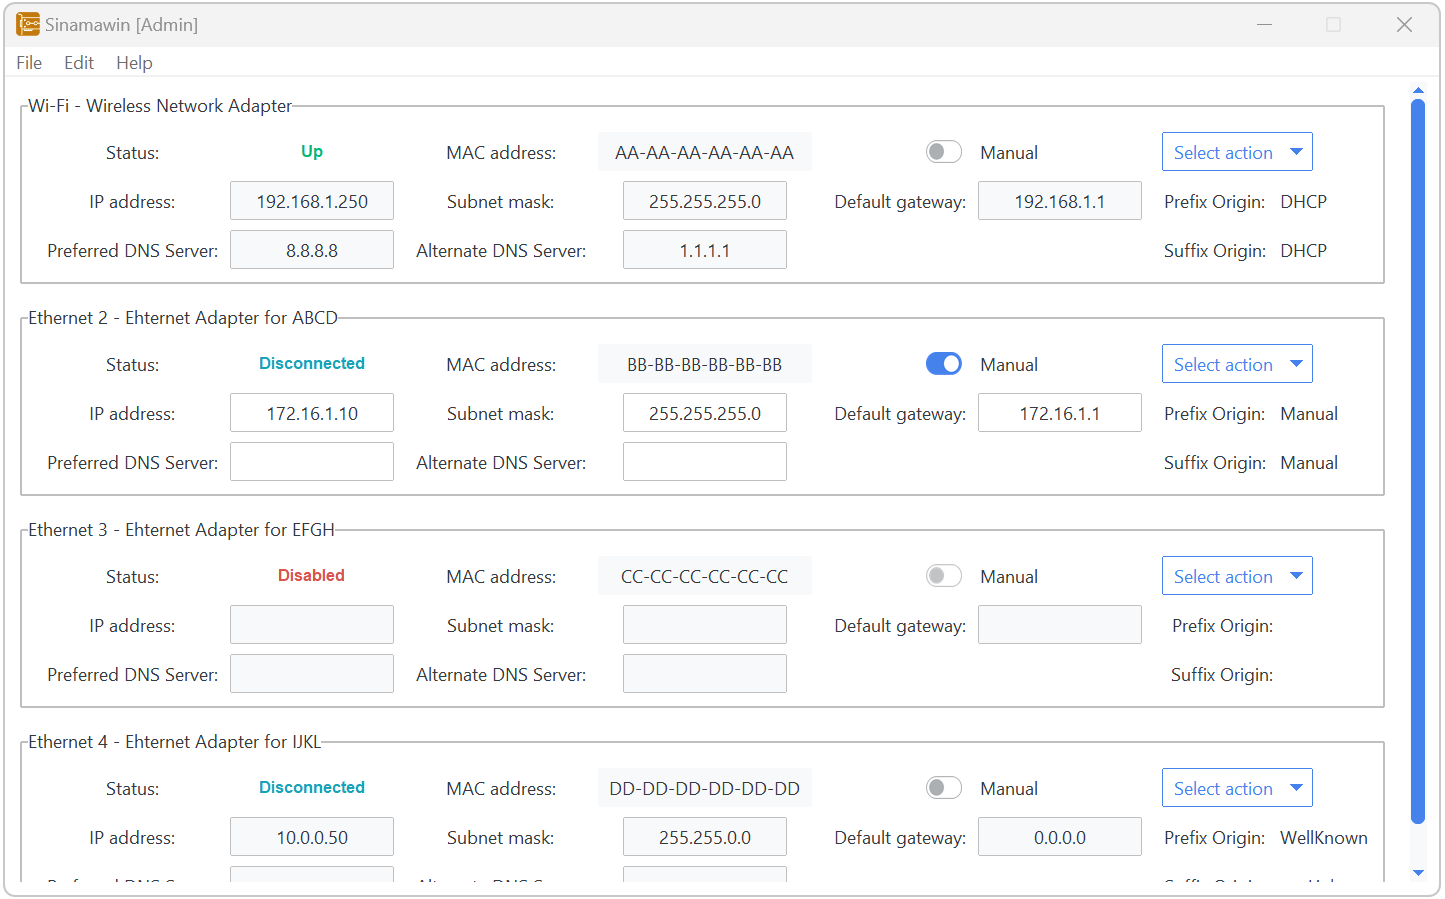 Sinamawin [Admin]
File Edit Help
Wi-Fi - Wireless Network Adapter
Status: Up MAC address: AA-AA-AA-AA-AA-AA Manual Select action
IP address: 192.168.1.250 Subnet mask: 255.255.255.0 Default gateway: 192.168.1.1 Prefix Origin: DHCP
Preferred DNS Server: 8.8.8.8 Alternate DNS Server: 1.1.1.1 Suffix Origin: DHCP
Ethernet 2 - Ehternet Adapter for ABCD
Status: Disconnected MAC address: BB-BB-BB-BB-BB-BB Manual Select action
IP address: 172.16.1.10 Subnet mask: 255.255.255.0 Default gateway: 172.16.1.1 Prefix Origin: Manual
Preferred DNS Server: Alternate DNS Server: Suffix Origin: Manual
Ethernet 3 - Ehternet Adapter for EFGH
Status: Disabled MAC address: CC-CC-CC-CC-CC-CC Manual Select action
IP address: Subnet mask: Default gateway: Prefix Origin:
Preferred DNS Server: Alternate DNS Server: Suffix Origin:
Ethernet 4 - Ehternet Adapter for IJKL
Status: Disconnected MAC address: DD-DD-DD-DD-DD-DD Manual Select action
IP address: 10.0.0.50 Subnet mask: 255.255.0.0 Default gateway: 0.0.0.0 Prefix Origin: WellKnown